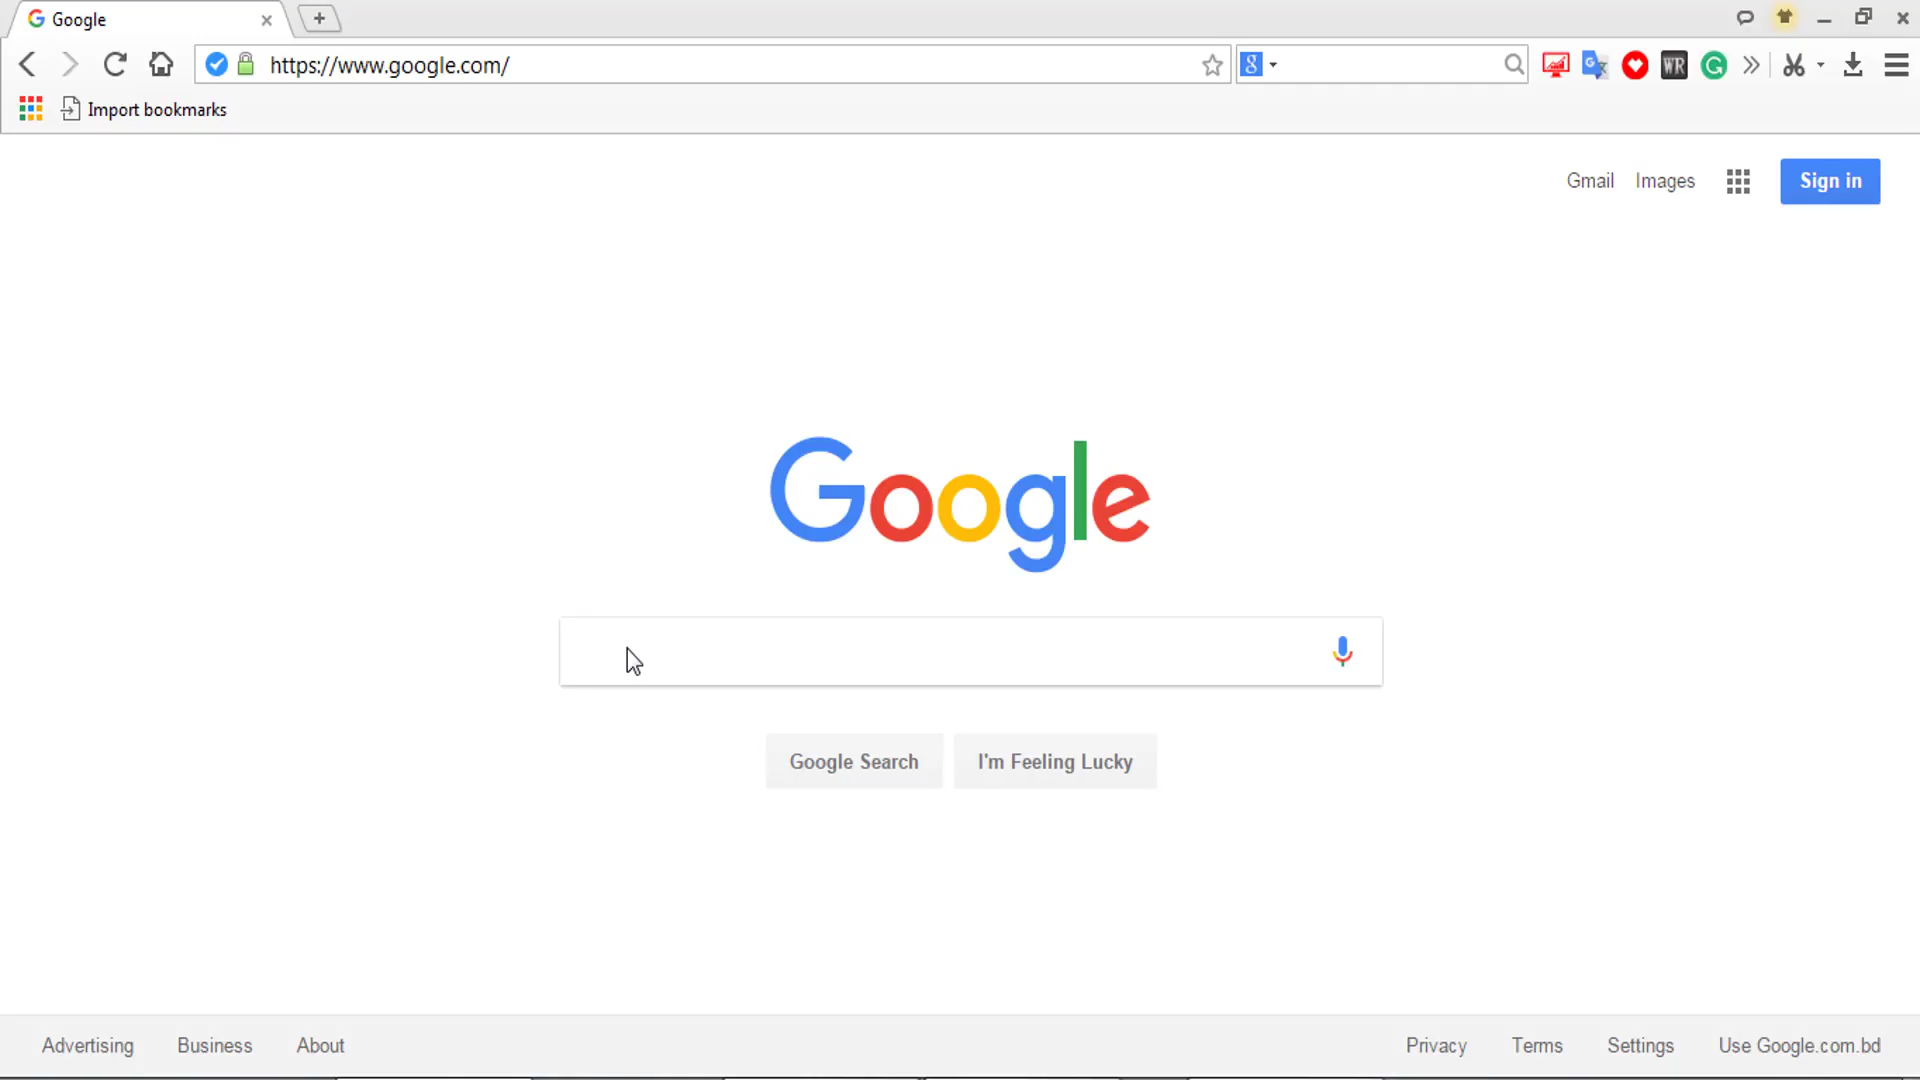 Google
https://www.google.com/
Import bookmarks
Gmail Images Sign in
Google
Google Search I'm Feeling Lucky
Advertising Business About Privacy Terms Settings Use Google.com.bd